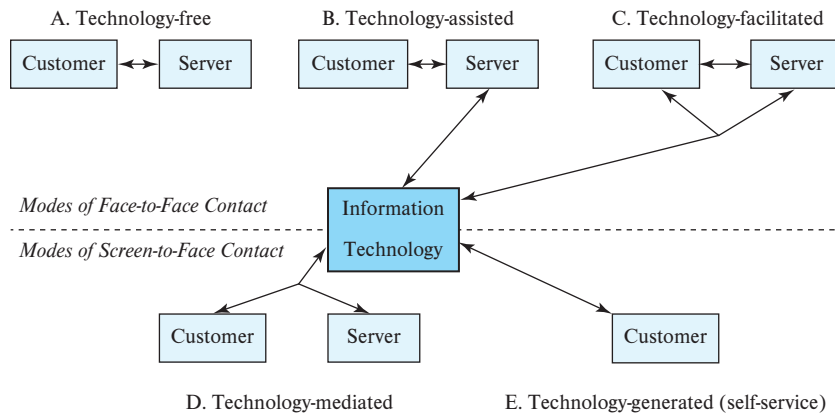 A. Technology-free
B. Technology-assisted
C. Technology-facilitated
Customer
Server
Customer
Server
Customer
Server
Modes of Face-to-Face Contact
Information
Technology
Modes of Screen-to-Face Contact
Customer
Server
Customer
D. Technology-mediated
E. Technology-generated (self-service)